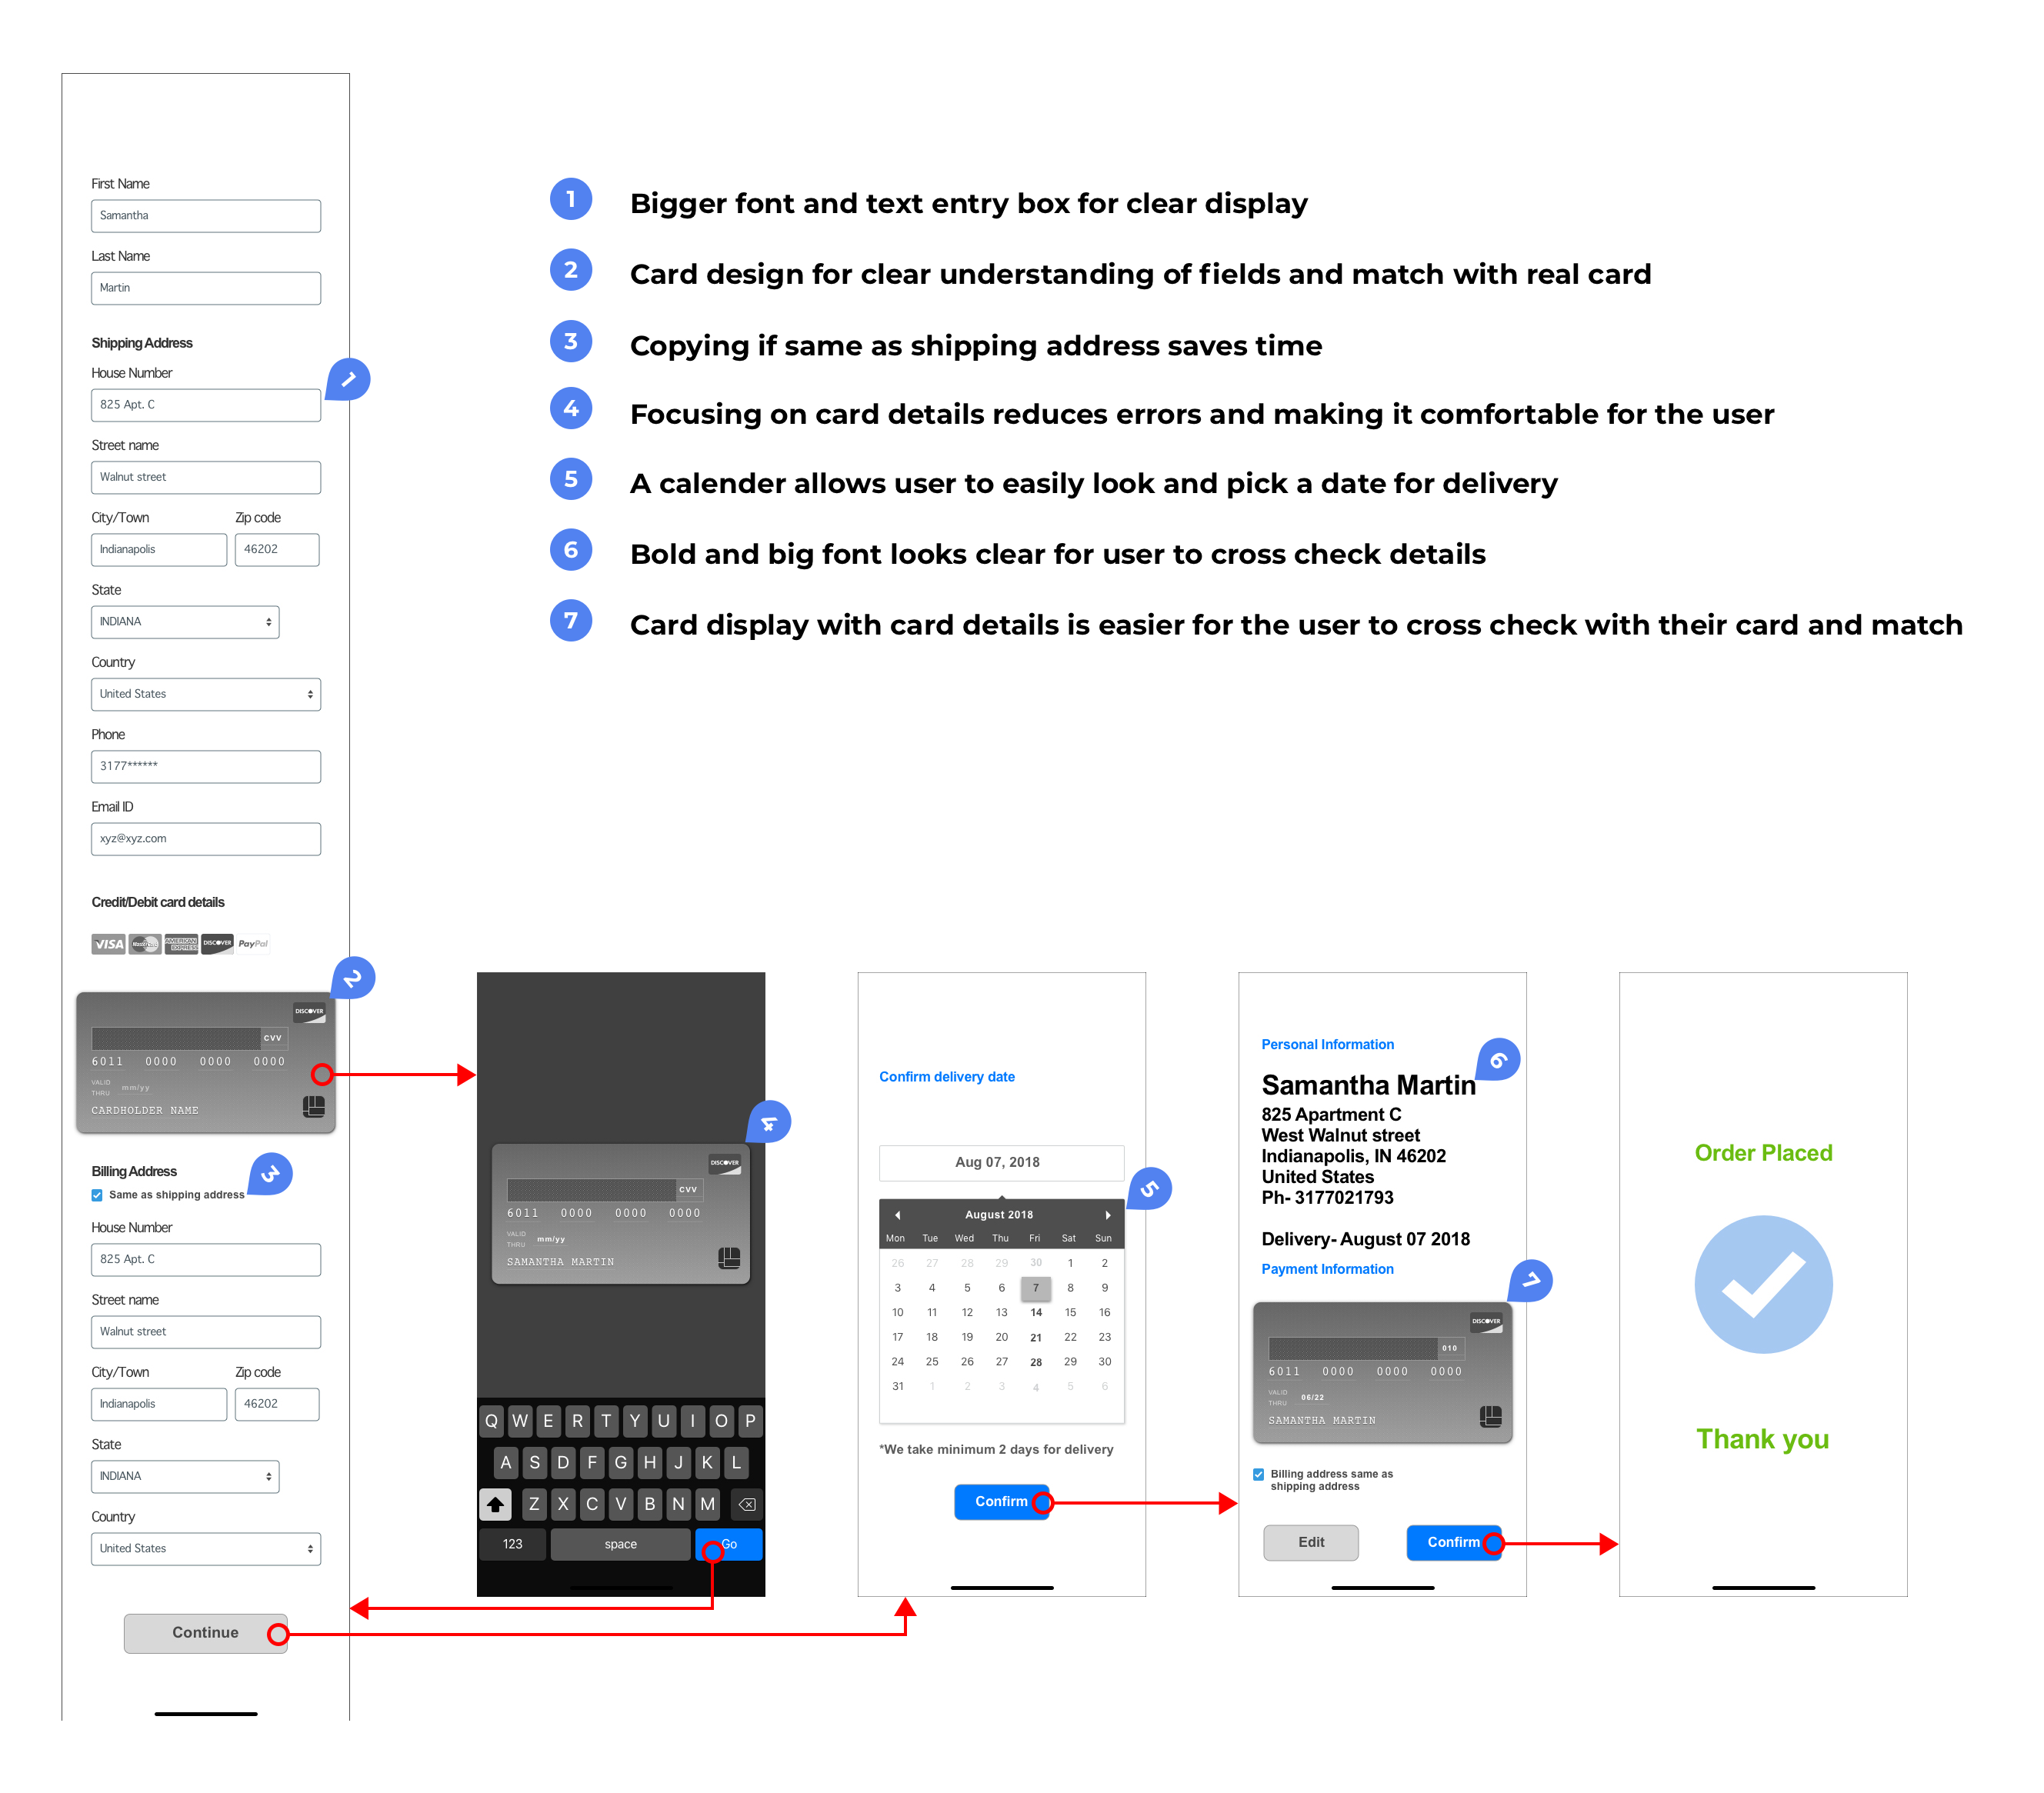 First Name
Samantha
Last Name
Martin
Shipping Address
House Number
825 Apt. C
1
Street name
Walnut street
City/Town Zip code
Indianapolis 46202
State
INDIANA
Country
United States
Phone
3177******
Email ID
xyz@xyz.com
Credit/Debit card details
VISA MasterCard AMERICAN EXPRESS DISCOVER PayPal
2
DISCOVER
CVV
6011 0000 0000 0000
VALID
THRU mm/yy
CARDHOLDER NAME
Billing Address
3
Same as shipping address
House Number
825 Apt. C
Street name
Walnut street
City/Town Zip code
Indianapolis 46202
State
INDIANA
Country
United States
Continue
1 Bigger font and text entry box for clear display
2 Card design for clear understanding of fields and match with real card
3 Copying if same as shipping address saves time
4 Focusing on card details reduces errors and making it comfortable for the user
5 A calender allows user to easily look and pick a date for delivery
6 Bold and big font looks clear for user to cross check details
7 Card display with card details is easier for the user to cross check with their card and match
4
DISCOVER
CVV
6011 0000 0000 0000
VALID
THRU mm/yy
SAMANTHA MARTIN
Q W E R T Y U I O P
A S D F G H J K L
Z X C V B N M
123 space Go
Confirm delivery date
Aug 07, 2018
5
August 2018
Mon Tue Wed Thu Fri Sat Sun
26 27 28 29 30 1 2
3 4 5 6 7 8 9
10 11 12 13 14 15 16
17 18 19 20 21 22 23
24 25 26 27 28 29 30
31 1 2 3 4 5 6
*We take minimum 2 days for delivery
Confirm
Personal Information
6
Samantha Martin
825 Apartment C
West Walnut street
Indianapolis, IN 46202
United States
Ph- 3177021793
Delivery- August 07 2018
Payment Information
7
DISCOVER
010
6011 0000 0000 0000
VALID
THRU 06/22
SAMANTHA MARTIN
Billing address same as
shipping address
Edit Confirm
Order Placed
Thank you